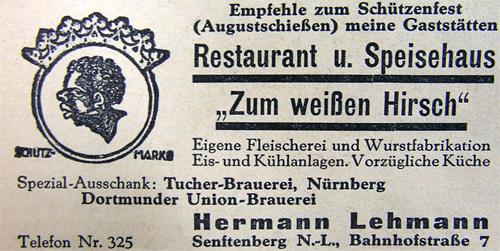 Empfehle zum Schützenfest
(Augustschießen) meine Gaststätten
Restaurant u. Speisehaus
„Zum weißen Hirsch“
SCHUTZ- MARKE
Eigene Fleischerei und Wurstfabrikation
Eis- und Kühlanlagen. Vorzügliche Küche
Spezial-Ausschank: Tucher-Brauerei, Nürnberg
Dortmunder Union-Brauerei
Hermann Lehmann
Telefon Nr. 325 Senftenberg N.-L., Bahnhofstraße 7